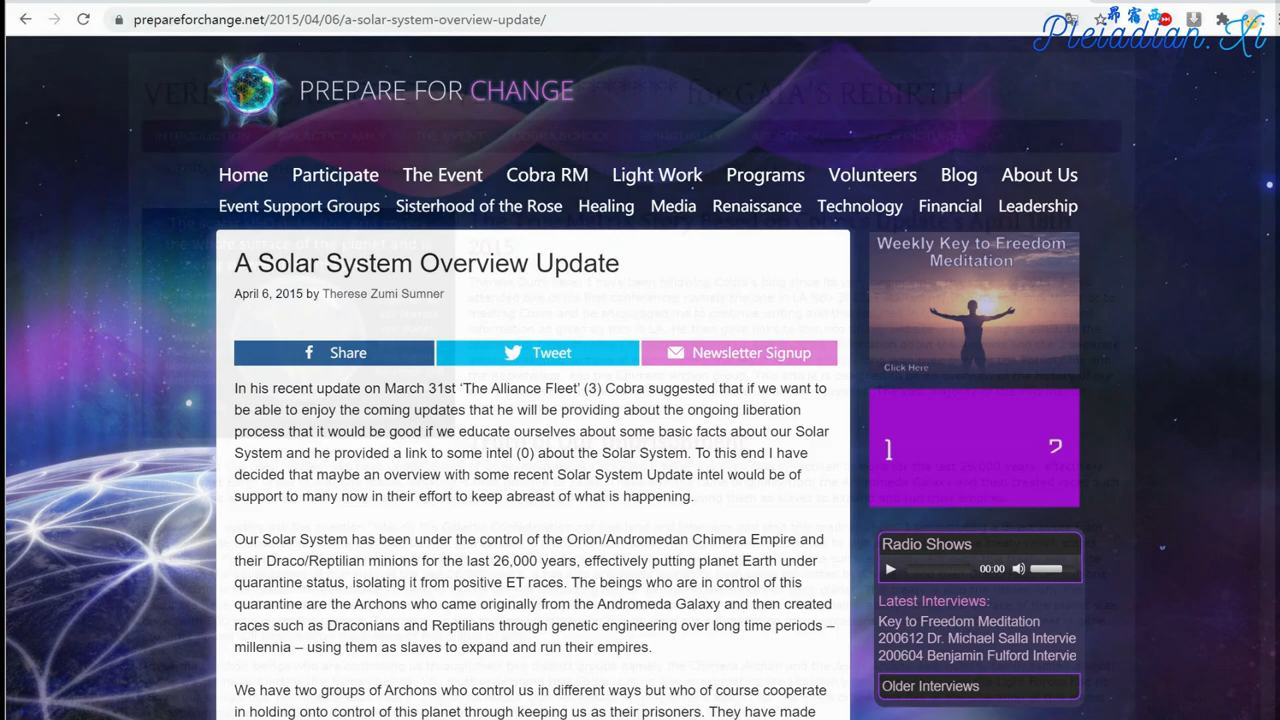 prepareforchange.net/2015/04/06/a-solar-system-overview-update/
昴宿西
Pleiadian.Xi
PREPARE FOR CHANGE
for GAIA'S REBIRTH
Home Participate The Event Cobra RM Light Work Programs Volunteers Blog About Us
Event Support Groups Sisterhood of the Rose Healing Media Renaissance Technology Financial Leadership
A Solar System Overview Update
April 6, 2015 by Therese Zumi Sumner
Share Tweet Newsletter Signup
In his recent update on March 31st ‘The Alliance Fleet’ (3) Cobra suggested that if we want to
be able to enjoy the coming updates that he will be providing about the ongoing liberation
process that it would be good if we educate ourselves about some basic facts about our Solar
System and he provided a link to some intel (0) about the Solar System. To this end I have
decided that maybe an overview with some recent Solar System Update intel would be of
support to many now in their effort to keep abreast of what is happening.
Our Solar System has been under the control of the Orion/Andromedan Chimera Empire and
their Draco/Reptilian minions for the last 26,000 years, effectively putting planet Earth under
quarantine status, isolating it from positive ET races. The beings who are in control of this
quarantine are the Archons who came originally from the Andromeda Galaxy and then created
races such as Draconians and Reptilians through genetic engineering over long time periods –
millennia – using them as slaves to expand and run their empires.
We have two groups of Archons who control us in different ways but who of course cooperate
in holding onto control of this planet through keeping us as their prisoners. They have made
Weekly Key to Freedom
Meditation
Click Here
Radio Shows
00:00
Latest Interviews:
Key to Freedom Meditation
200612 Dr. Michael Salla Intervie
200604 Benjamin Fulford Intervie
Older Interviews